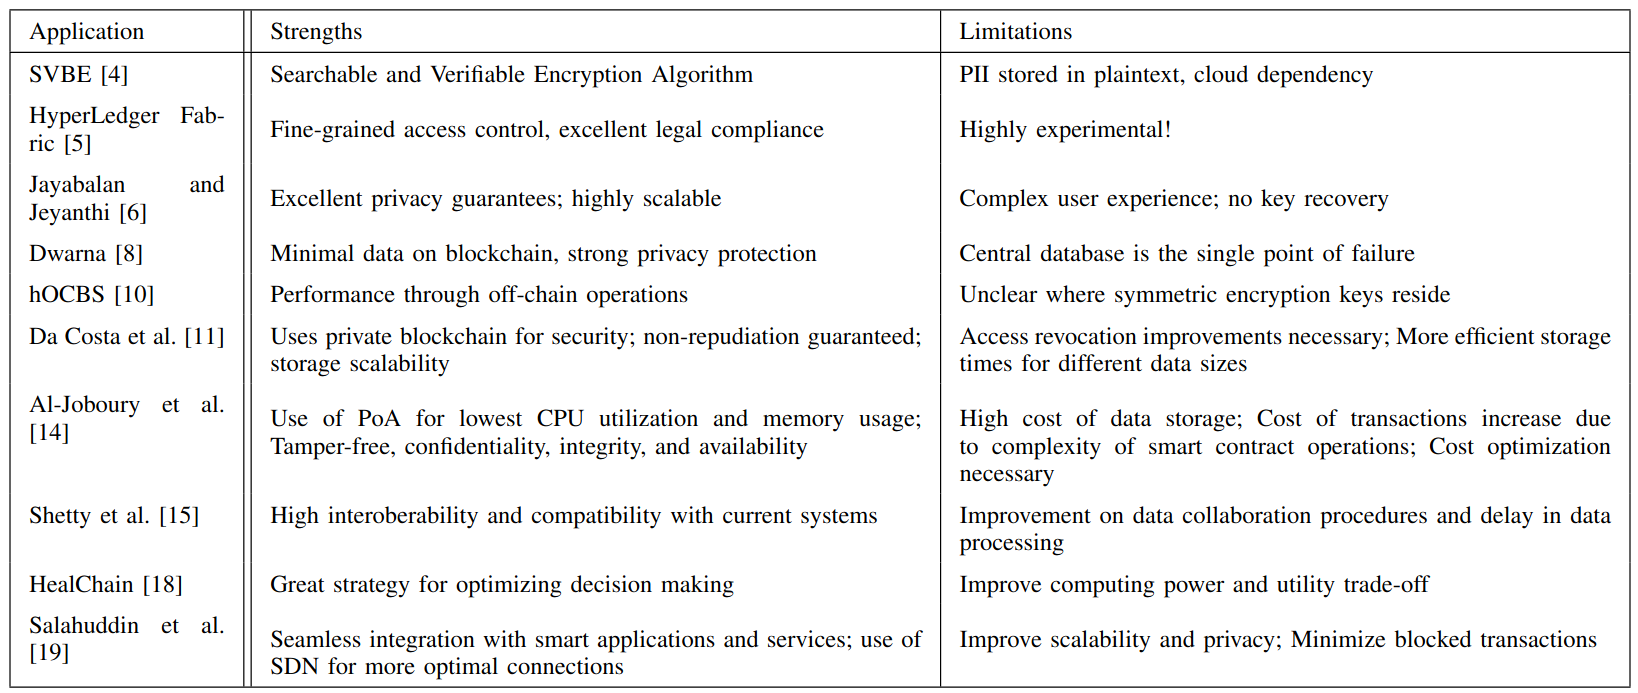 Application Strengths Limitations
SVBE [4] Searchable and Verifiable Encryption Algorithm PII stored in plaintext, cloud dependency
HyperLedger Fab-
ric [5]
Fine-grained access control, excellent legal compliance Highly experimental!
Jayabalan and
Jeyanthi [6]
Excellent privacy guarantees; highly scalable Complex user experience; no key recovery
Dwarna [8] Minimal data on blockchain, strong privacy protection Central database is the single point of failure
hOCBS [10] Performance through off-chain operations Unclear where symmetric encryption keys reside
Da Costa et al. [11] Uses private blockchain for security; non-repudiation guaranteed;
storage scalability
Access revocation improvements necessary; More efficient storage
times for different data sizes
Al-Joboury et al.
[14]
Use of PoA for lowest CPU utilization and memory usage;
Tamper-free, confidentiality, integrity, and availability
High cost of data storage; Cost of transactions increase due
to complexity of smart contract operations; Cost optimization
necessary
Shetty et al. [15] High interoberability and compatibility with current systems Improvement on data collaboration procedures and delay in data
processing
HealChain [18] Great strategy for optimizing decision making Improve computing power and utility trade-off
Salahuddin et al.
[19]
Seamless integration with smart applications and services; use of
SDN for more optimal connections
Improve scalability and privacy; Minimize blocked transactions